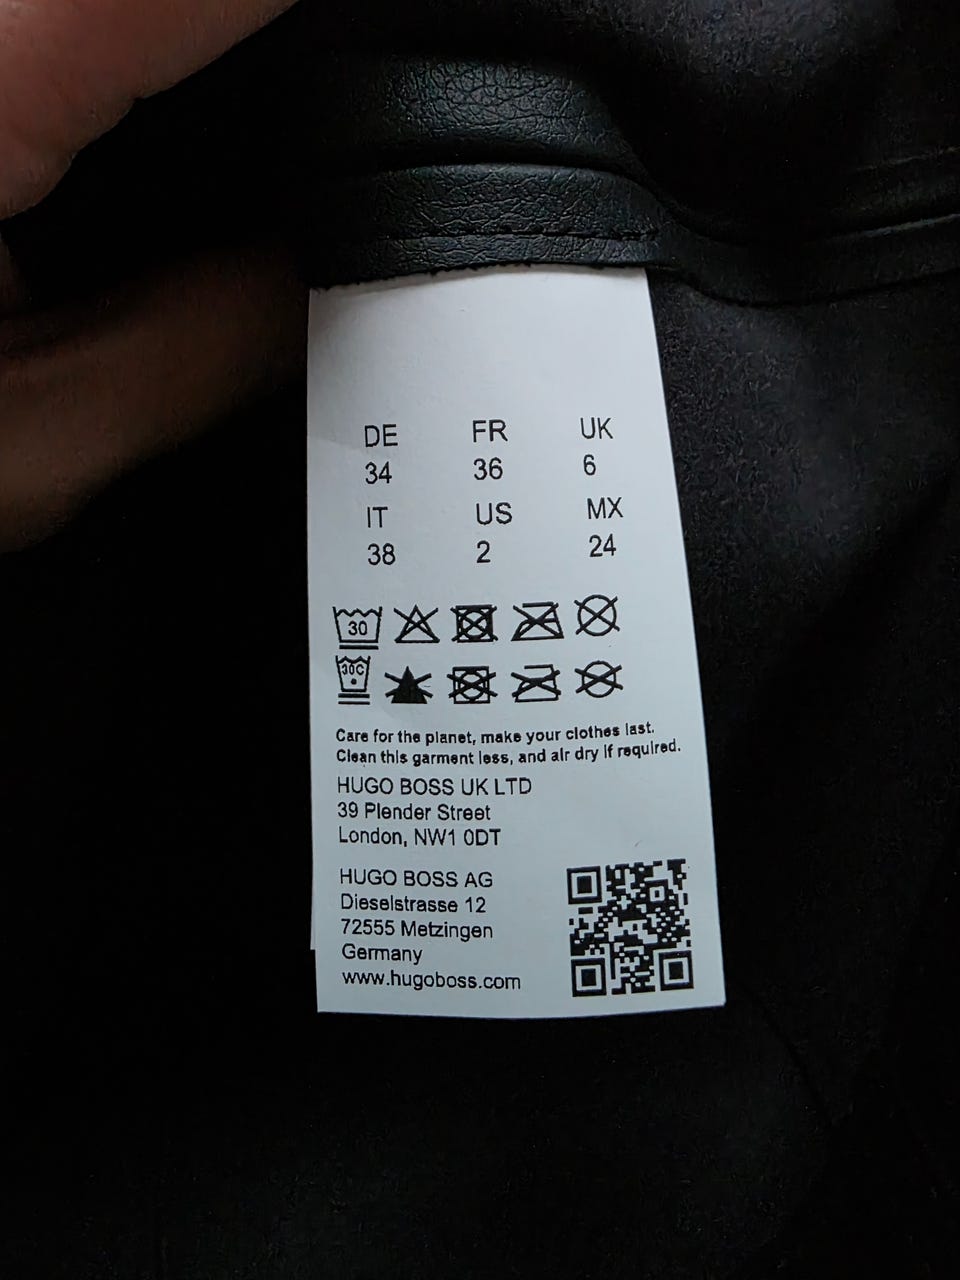 DE FR UK
34 36 6
IT US MX
38 2 24
30
30C
Care for the planet, make your clothes last.
Clean this garment less, and air dry if required.
HUGO BOSS UK LTD
39 Plender Street
London, NW1 0DT
HUGO BOSS AG
Dieselstrasse 12
72555 Metzingen
Germany
www.hugoboss.com